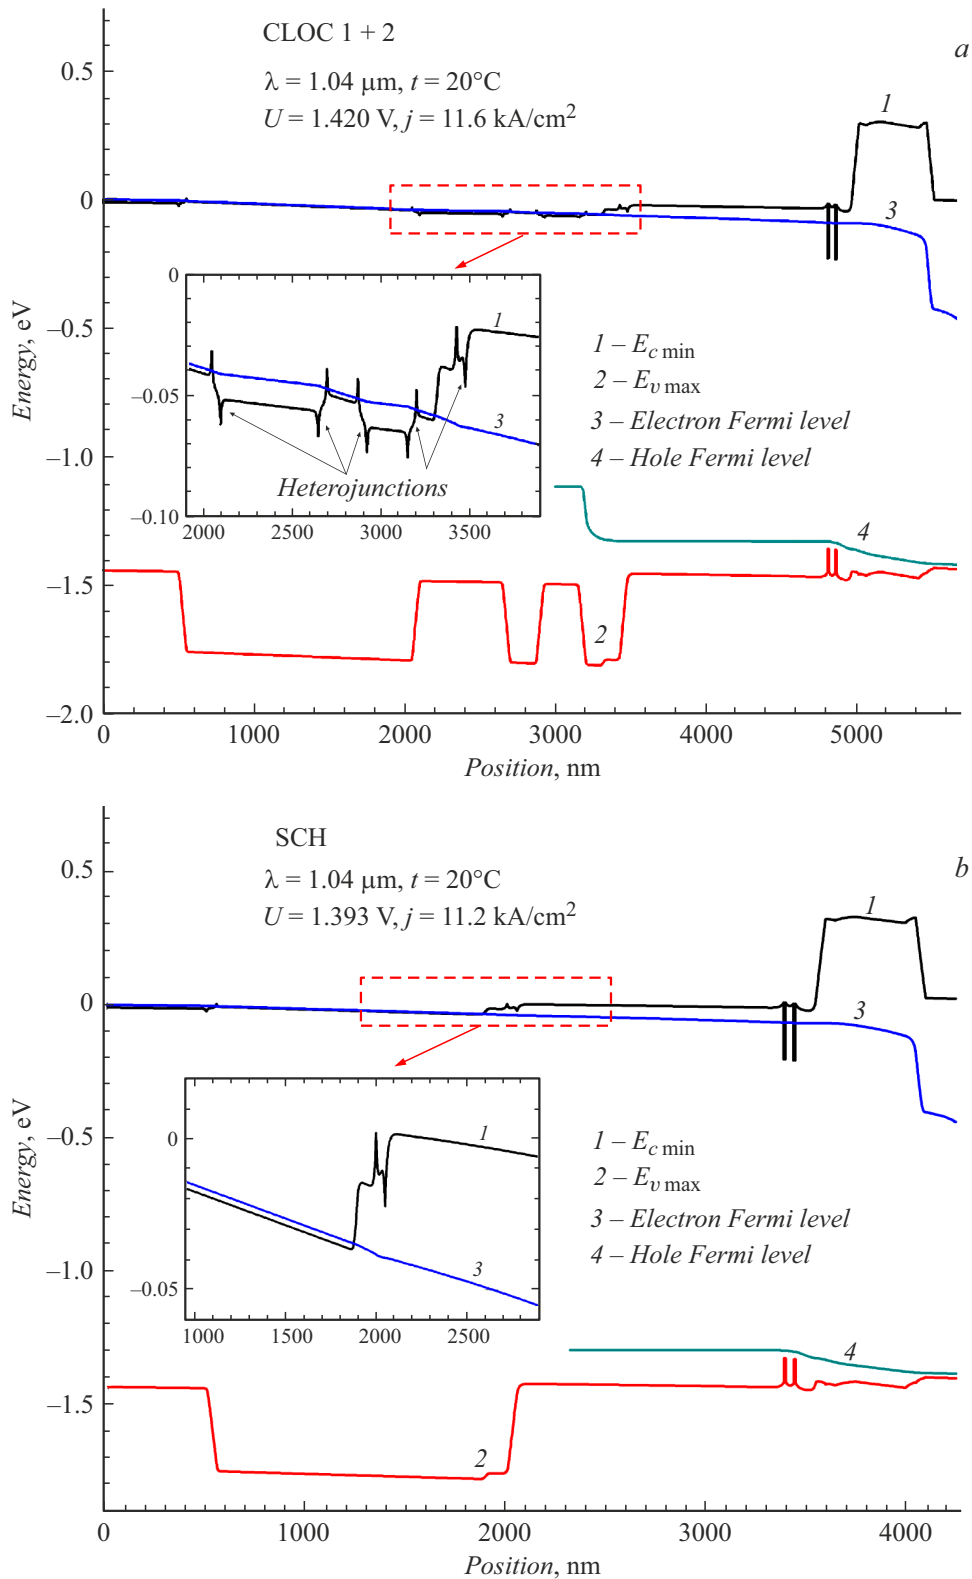 CLOC 1 + 2
a
λ = 1.04 μm, t = 20°C
U = 1.420 V, j = 11.6 kA/cm²
0.5
0
–0.5
–1.0
–1.5
–2.0
Energy, eV
1
3
0
–0.05
–0.10
1
3
Heterojunctions
2000 2500 3000 3500
1 – E_c min
2 – E_v max
3 – Electron Fermi level
4 – Hole Fermi level
4
2
0 1000 2000 3000 4000 5000
Position, nm
SCH
b
λ = 1.04 μm, t = 20°C
U = 1.393 V, j = 11.2 kA/cm²
0.5
0
–0.5
–1.0
–1.5
Energy, eV
1
3
0
–0.05
1
3
1000 1500 2000 2500
1 – E_c min
2 – E_v max
3 – Electron Fermi level
4 – Hole Fermi level
4
2
0 1000 2000 3000 4000
Position, nm